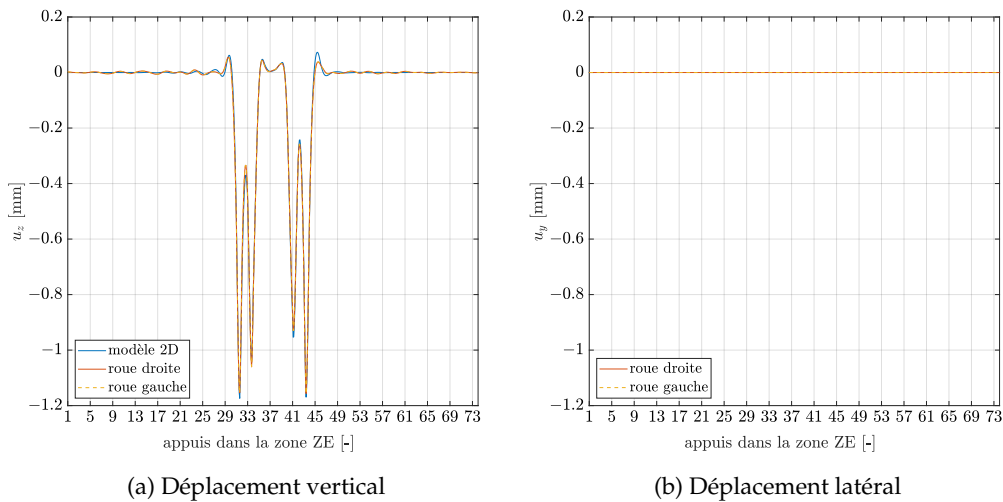 0.2
0
−0.2
−0.4
−0.6
−0.8
−1
−1.2
u_z [mm]
modèle 2D
roue droite
roue gauche
1 5 9 13 17 21 25 29 33 37 41 45 49 53 57 61 65 69 73
appuis dans la zone ZE [-]
(a) Déplacement vertical
0.2
0
−0.2
−0.4
−0.6
−0.8
−1
−1.2
u_y [mm]
roue droite
roue gauche
1 5 9 13 17 21 25 29 33 37 41 45 49 53 57 61 65 69 73
appuis dans la zone ZE [-]
(b) Déplacement latéral